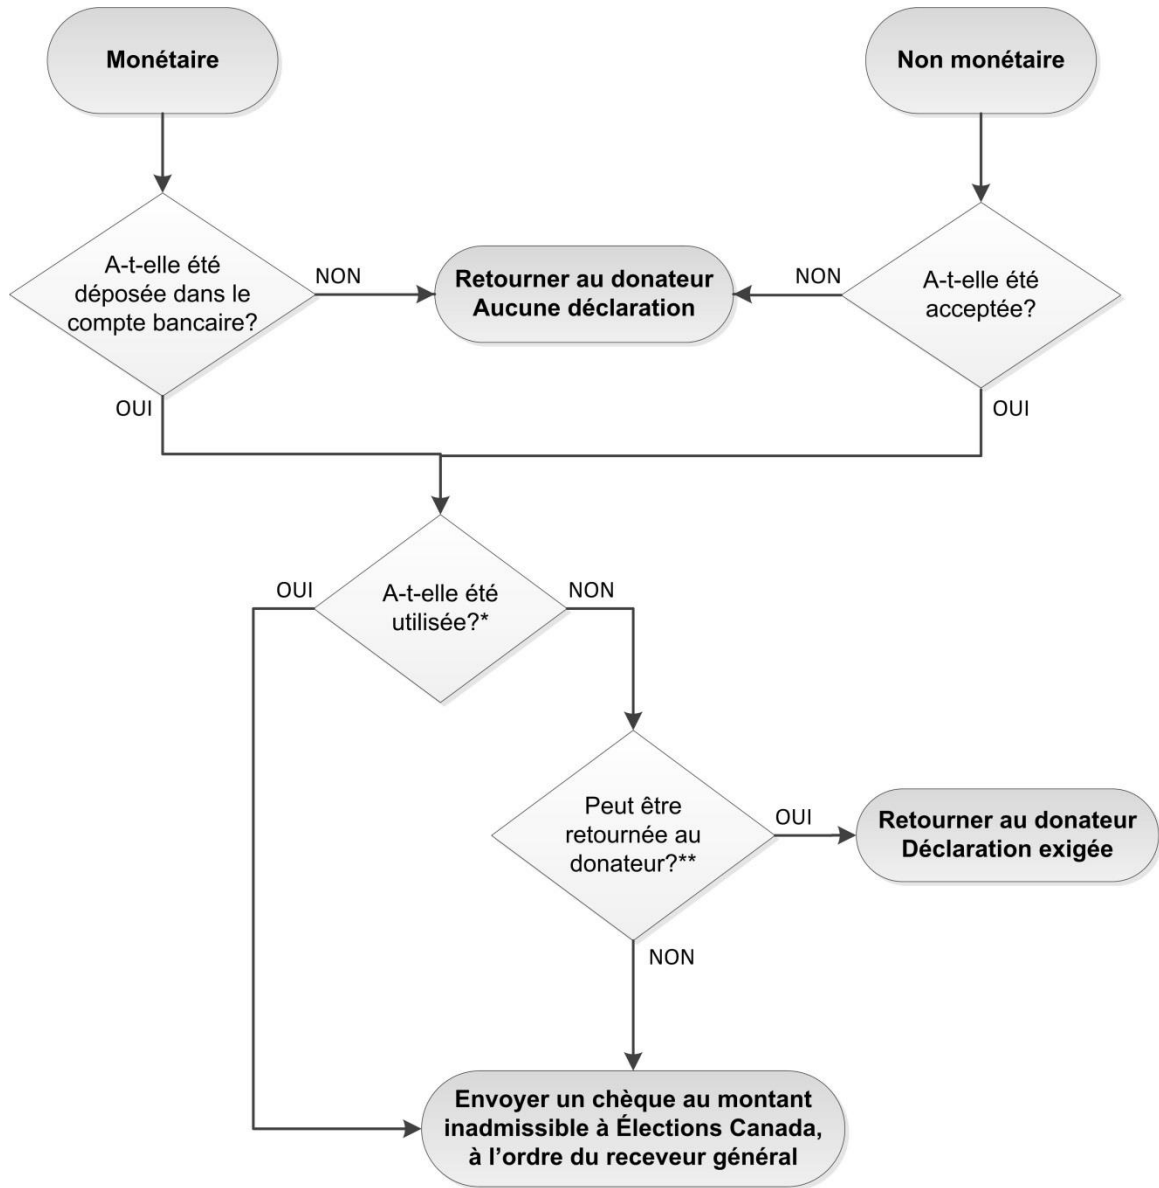 Monétaire
Non monétaire
A-t-elle été
déposée dans le
compte bancaire?
NON
Retourner au donateur
Aucune déclaration
NON
A-t-elle été
acceptée?
OUI
OUI
OUI
A-t-elle été
utilisée?*
NON
Peut être
retournée au
donateur?**
OUI
Retourner au donateur
Déclaration exigée
NON
Envoyer un chèque au montant
inadmissible à Élections Canada,
à l'ordre du receveur général